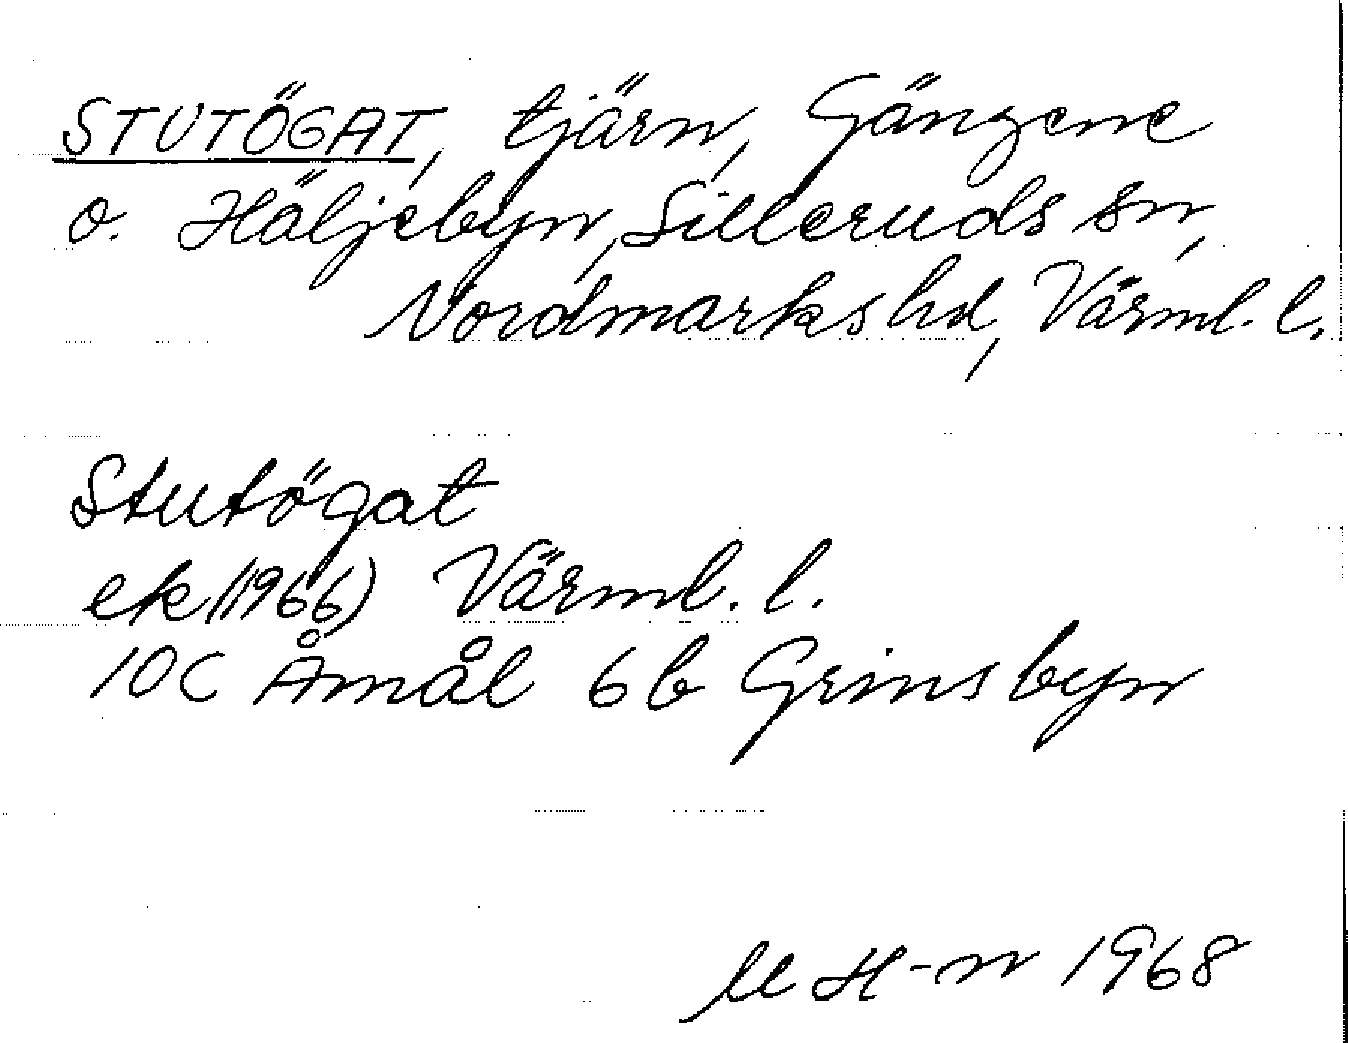 STUTÖGAT, tjärn, Gängene
o. Häljebyn, Silleruds sn,
Nordmarks hd, Värml. l.
Stutögat
ek (1966) Värml. l.
10C Åmål 6b Grinsbyn
M H-n 1968